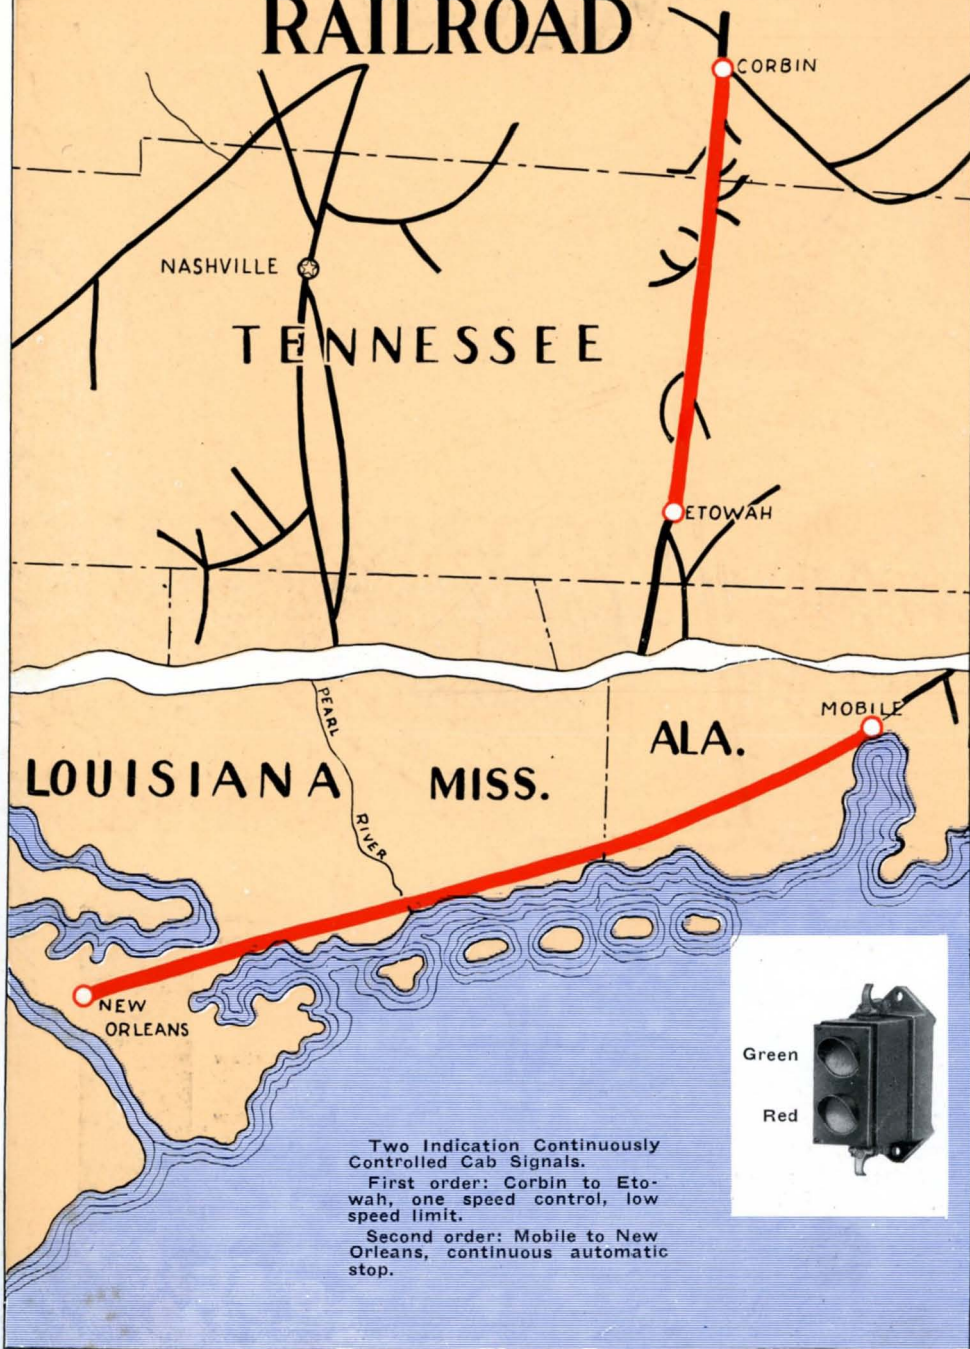 RAILROAD
CORBIN
NASHVILLE
TENNESSEE
ETOWAH
PEARL
RIVER
MOBILE
ALA.
LOUISIANA
MISS.
NEW
ORLEANS
Green
Red
Two Indication Continuously
Controlled Cab Signals.
First order: Corbin to Eto-
wah, one speed control, low
speed limit.
Second order: Mobile to New
Orleans, continuous automatic
stop.